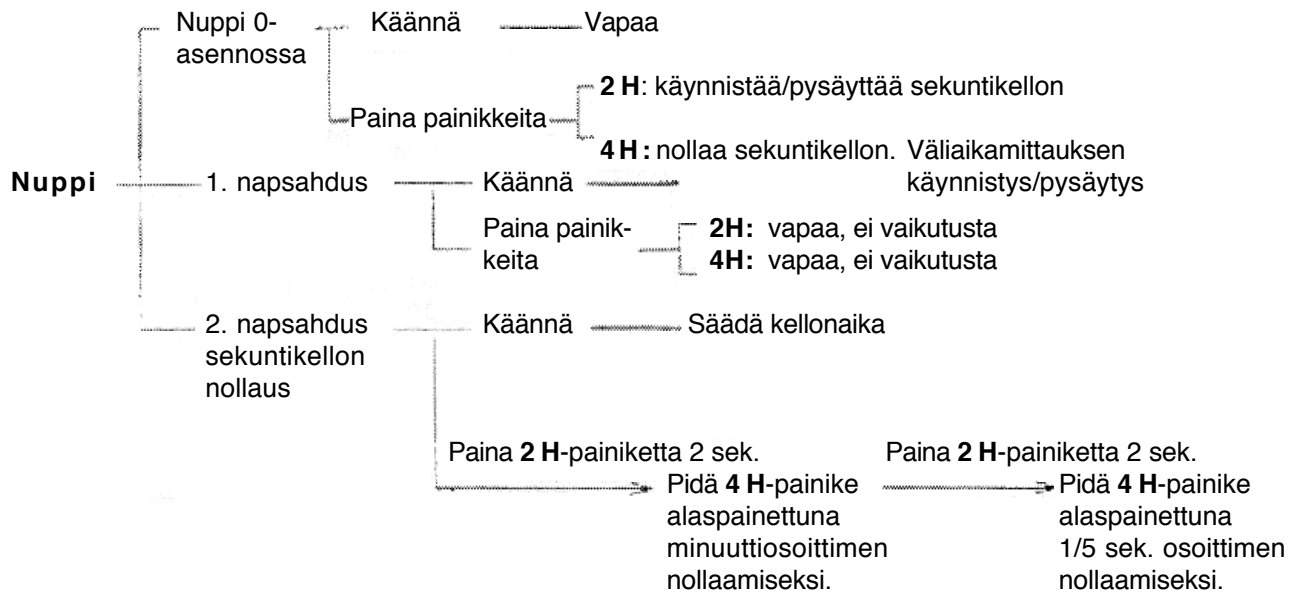 Nuppi 0- Käännä Vapaa
asennossa
2 H: käynnistää/pysäyttää sekuntikellon
Paina painikkeita
4 H: nollaa sekuntikellon. Väliaikamittauksen
käynnistys/pysäytys
Nuppi 1. napsahdus Käännä
Paina painik-
keita
2H: vapaa, ei vaikutusta
4H: vapaa, ei vaikutusta
2. napsahdus Käännä Säädä kellonaika
sekuntikellon
nollaus
Paina 2 H-painiketta 2 sek.
Pidä 4 H-painike
alaspainettuna
minuuttiosoittimen
nollaamiseksi.
Paina 2 H-painiketta 2 sek.
Pidä 4 H-painike
alaspainettuna
1/5 sek. osoittimen
nollaamiseksi.